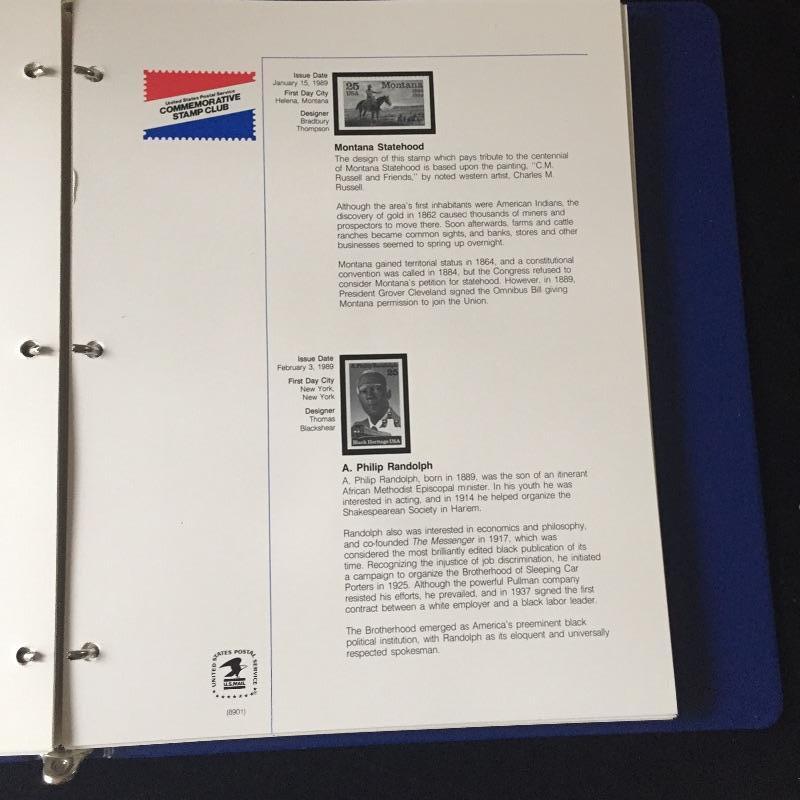 United States Postal Service
COMMEMORATIVE
STAMP CLUB
Issue Date
January 15, 1989
First Day City
Helena, Montana
Designer
Bradbury
Thompson
25
USA
Montana
Montana Statehood
The design of this stamp which pays tribute to the centennial
of Montana Statehood is based upon the painting, "C.M.
Russell and Friends," by noted western artist, Charles M.
Russell.
Although the area's first inhabitants were American Indians, the
discovery of gold in 1862 caused thousands of miners and
prospectors to move there. Soon afterwards, farms and cattle
ranches became common sights, and banks, stores and other
businesses seemed to spring up overnight.
Montana gained territorial status in 1864, and a constitutional
convention was called in 1884, but the Congress refused to
consider Montana's petition for statehood. However, in 1889,
President Grover Cleveland signed the Omnibus Bill giving
Montana permission to join the Union.
Issue Date
February 3, 1989
First Day City
New York,
New York
Designer
Thomas
Blackshear
A. Philip Randolph
25
Black Heritage USA
A. Philip Randolph
A. Philip Randolph, born in 1889, was the son of an itinerant
African Methodist Episcopal minister. In his youth he was
interested in acting, and in 1914 he helped organize the
Shakespearean Society in Harlem.
Randolph also was interested in economics and philosophy,
and co-founded The Messenger in 1917, which was
considered the most brilliantly edited black publication of its
time. Recognizing the injustice of job discrimination, he initiated
a campaign to organize the Brotherhood of Sleeping Car
Porters in 1925. Although the powerful Pullman company
resisted his efforts, he prevailed, and in 1937 signed the first
contract between a white employer and a black labor leader.
The Brotherhood emerged as America's preeminent black
political institution, with Randolph as its eloquent and universally
respected spokesman.
UNITED STATES POSTAL SERVICE
U.S.MAIL
(8901)